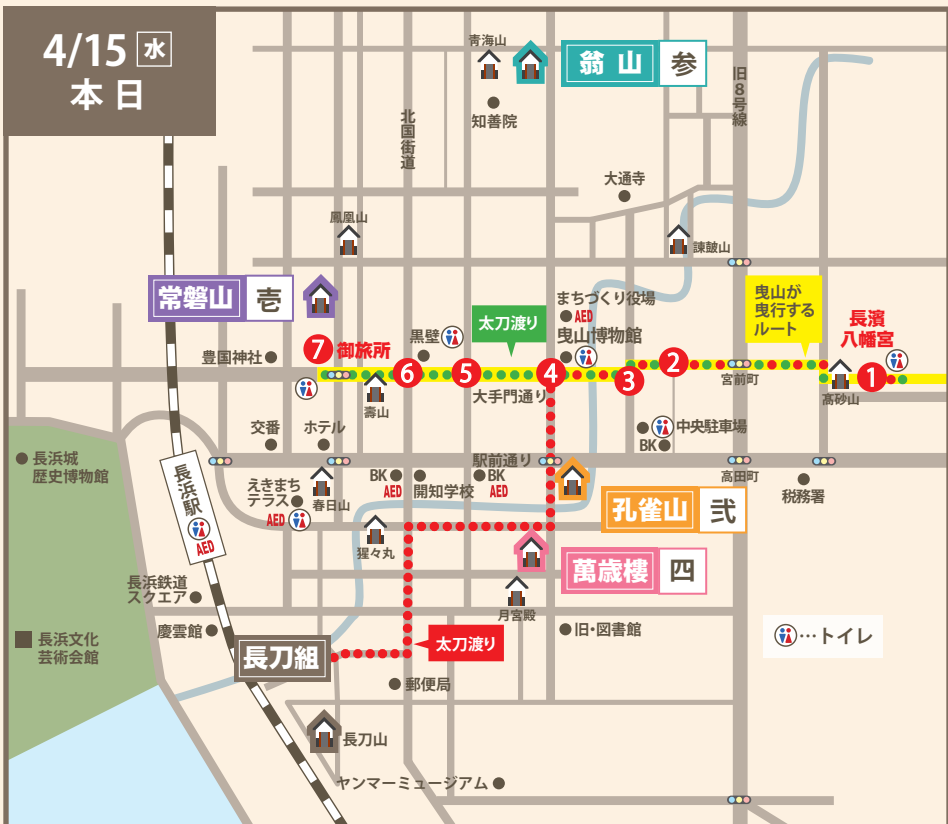 4/15 水
本日
青海山
翁山 参
知善院
旧8号線
北国街道
大通寺
鳳凰山
諫皷山
常磐山 壱
まちづくり役場
AED
曳山が
曳行する
ルート
太刀渡り
黒壁
曳山博物館
長濱
八幡宮
豊国神社
7 御旅所
6
5
4
3
2
1
宮前町
髙砂山
壽山
大手門通り
交番
ホテル
中央駐車場
BK
長浜城
歴史博物館
駅前通り
高田町
税務署
長浜駅
AED
えきまち
テラス
AED
春日山
BK
AED
開知学校
BK
AED
孔雀山 弐
猩々丸
萬歳樓 四
月宮殿
長浜鉄道
スクエア
慶雲館
旧・図書館
…トイレ
長浜文化
芸術会館
長刀組
太刀渡り
郵便局
長刀山
ヤンマーミュージアム